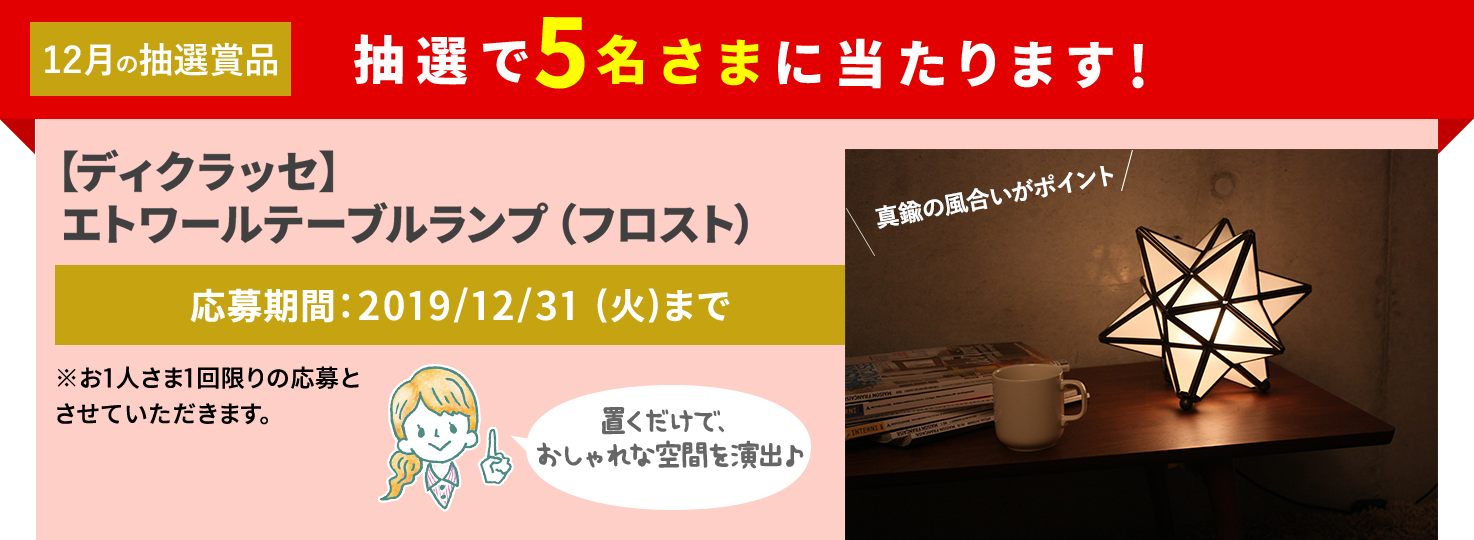 12月の抽選賞品
抽選で5名さまに当たります!
【ディクラッセ】
エトワールテーブルランプ(フロスト)
応募期間:2019/12/31 (火)まで
※お1人さま1回限りの応募と
させていただきます。
置くだけで、
おしゃれな空間を演出♪
真鍮の風合いがポイント